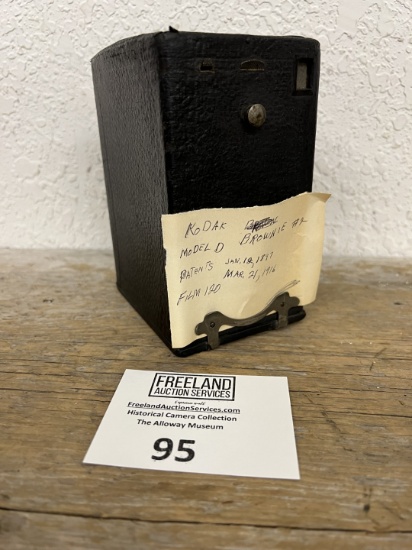 KODAK BROWNIE #2
MODEL D
PATENTS JAN. 18, 1897
MAR. 21, 1916
FILM 120
FREELAND
AUCTION SERVICES
FreelandAuctionServices.com
Historical Camera Collection
The Alloway Museum
95